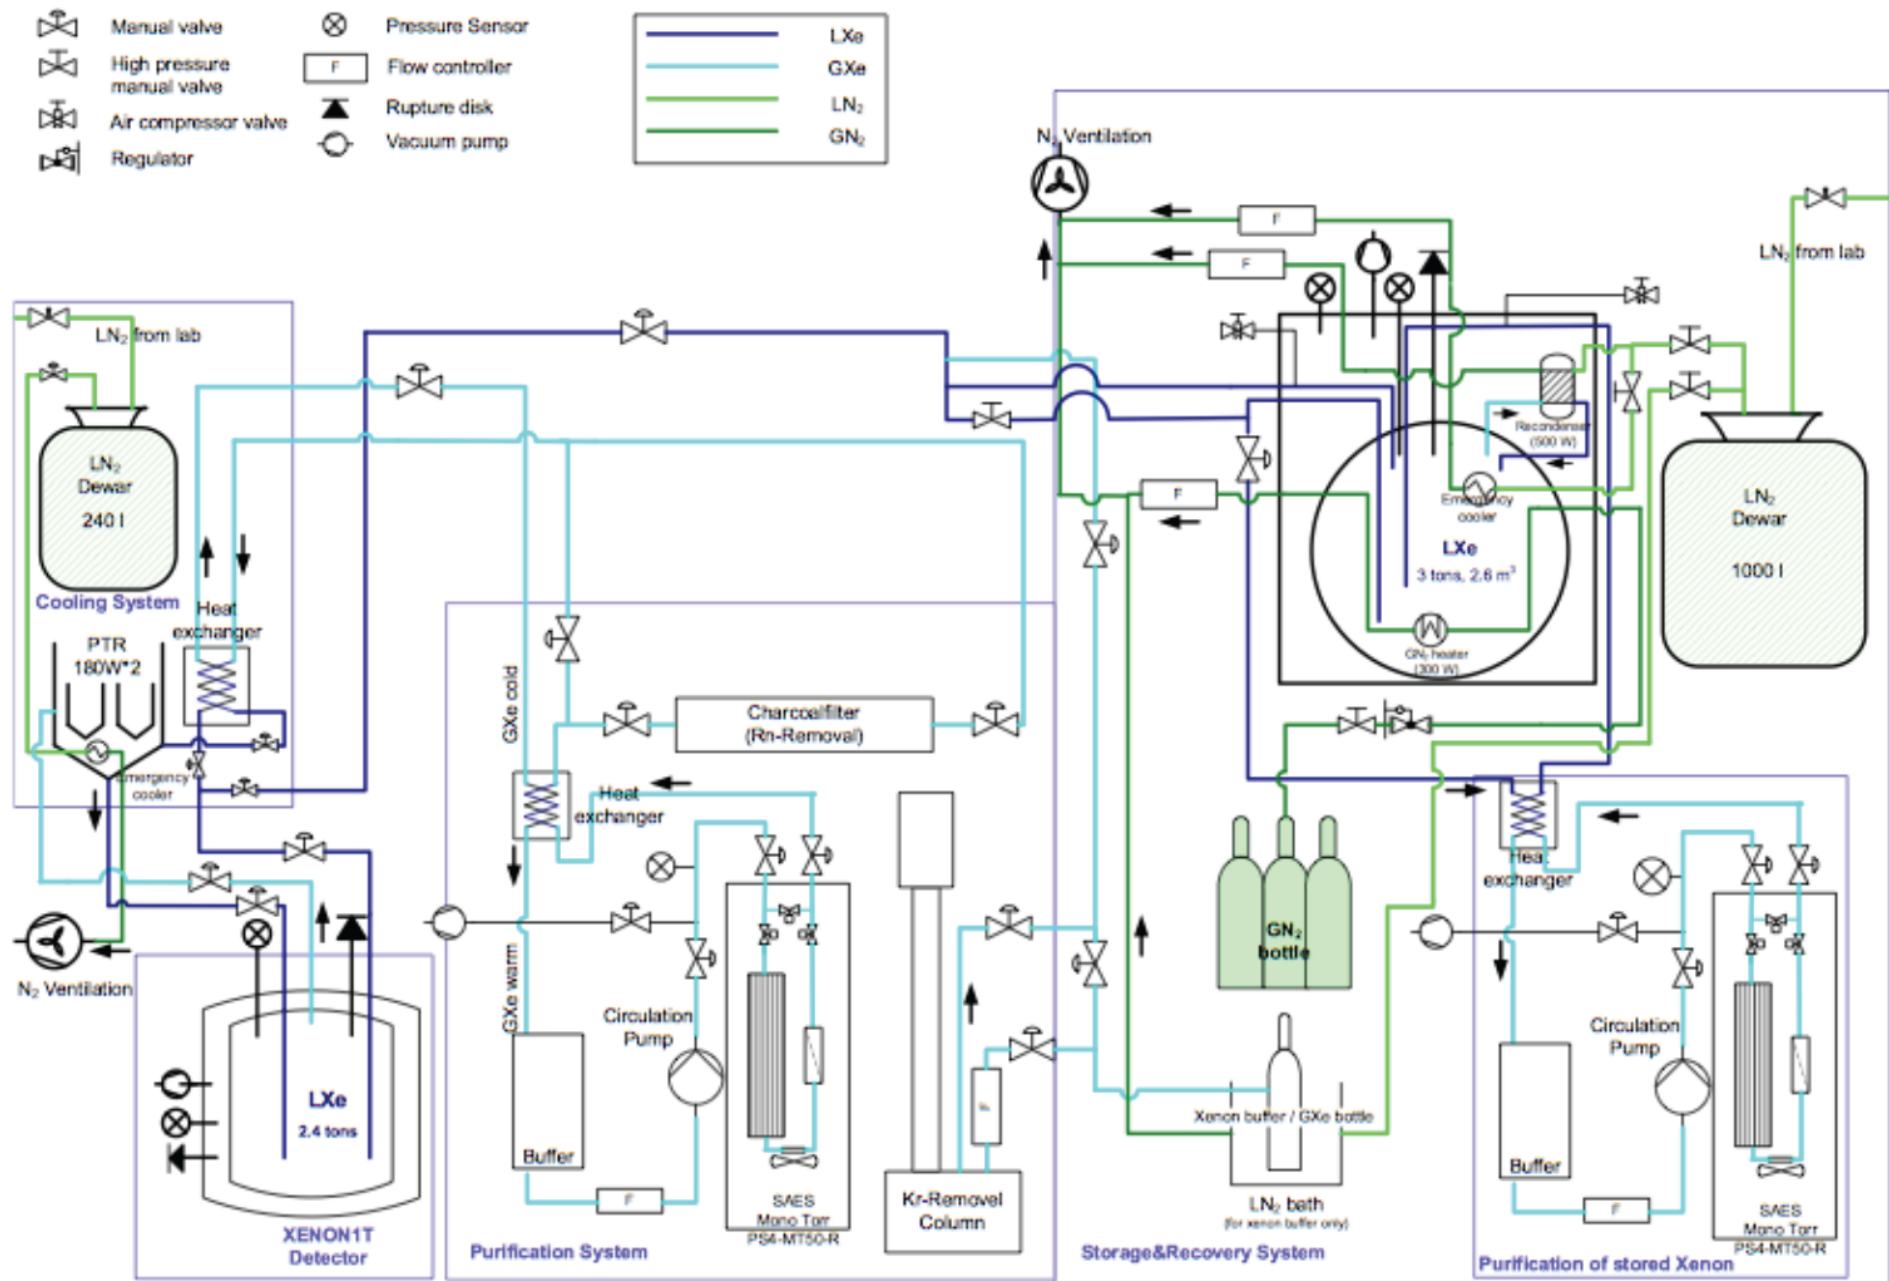 Manual valve
High pressure
manual valve
Air compressor valve
Regulator
Pressure Sensor
F
Flow controller
Rupture disk
Vacuum pump
LXe
GXe
LN₂
GN₂
N₂ Ventilation
F
F
LN₂ from lab
LN₂ from lab
LN₂
Dewar
240 l
Cooling System
Heat
exchanger
PTR
180W*2
Emergency
cooler
N₂ Ventilation
LXe
2.4 tons
XENON1T
Detector
GXe cold
Charcoalfilter
(Rn-Removal)
Heat
exchanger
GXe warm
Circulation
Pump
Buffer
F
SAES
Mono Torr
PS4-MT50-R
Purification System
F
Kr-Removel
Column
Recondenser
(500 W)
F
Emergency
cooler
LXe
3 tons, 2.6 m³
GN₂ heater
(300 W)
LN₂
Dewar
1000 l
GN₂
bottle
Xenon buffer / GXe bottle
LN₂ bath
(for xenon buffer only)
Storage&Recovery System
Heat
exchanger
Circulation
Pump
Buffer
F
SAES
Mono Torr
PS4-MT50-R
Purification of stored Xenon